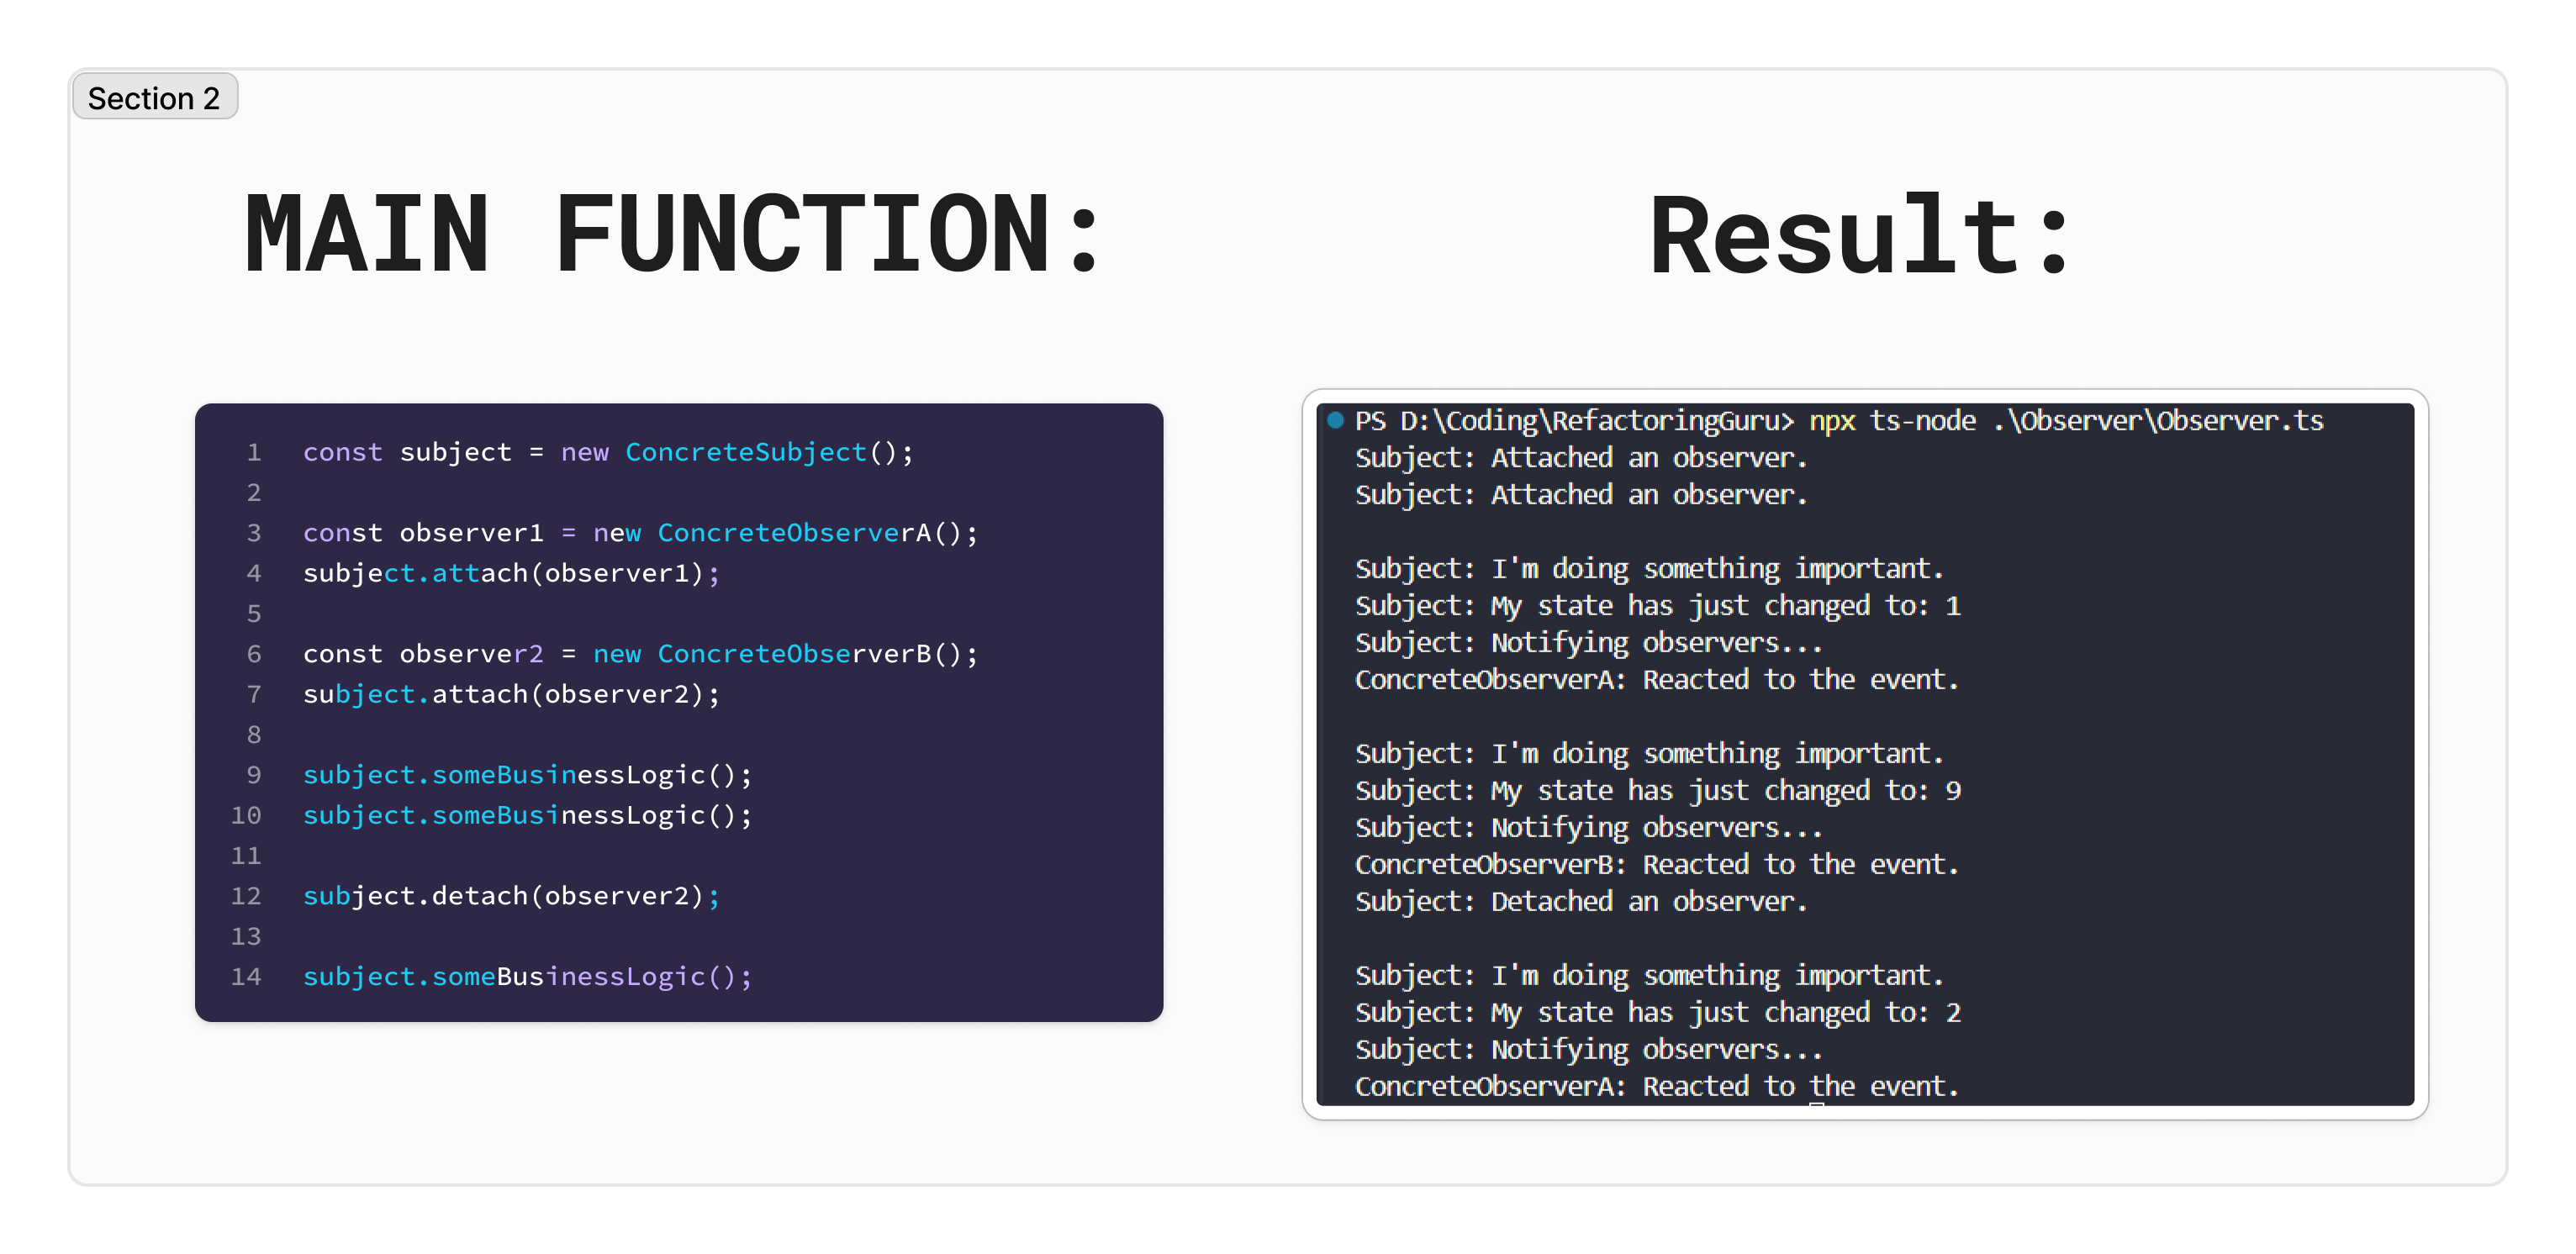 Section 2
MAIN FUNCTION:
1 const subject = new ConcreteSubject();
2
3 const observer1 = new ConcreteObserverA();
4 subject.attach(observer1);
5
6 const observer2 = new ConcreteObserverB();
7 subject.attach(observer2);
8
9 subject.someBusinessLogic();
10 subject.someBusinessLogic();
11
12 subject.detach(observer2);
13
14 subject.someBusinessLogic();
Result:
PS D:\Coding\RefactoringGuru> npx ts-node .\Observer\Observer.ts
Subject: Attached an observer.
Subject: Attached an observer.
Subject: I'm doing something important.
Subject: My state has just changed to: 1
Subject: Notifying observers...
ConcreteObserverA: Reacted to the event.
Subject: I'm doing something important.
Subject: My state has just changed to: 9
Subject: Notifying observers...
ConcreteObserverB: Reacted to the event.
Subject: Detached an observer.
Subject: I'm doing something important.
Subject: My state has just changed to: 2
Subject: Notifying observers...
ConcreteObserverA: Reacted to the event.